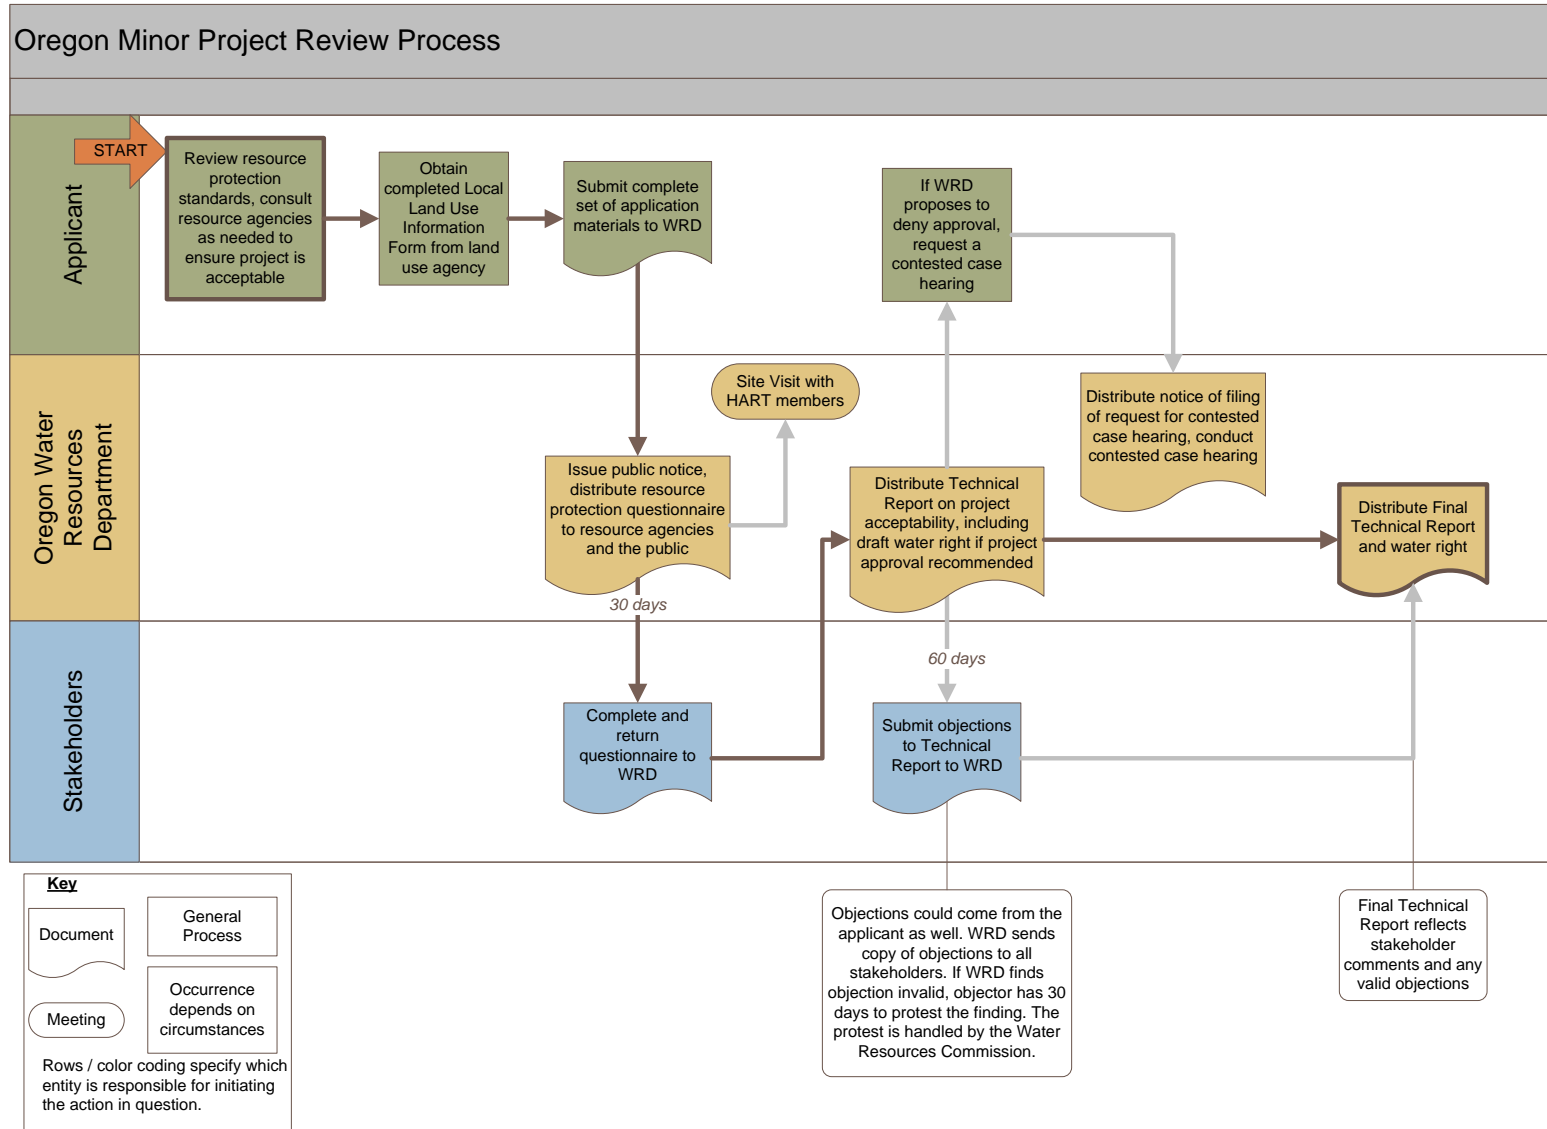 Oregon Minor Project Review Process
Applicant
START
Review resource
protection
standards, consult
resource agencies
as needed to
ensure project is
acceptable
Obtain
completed Local
Land Use
Information
Form from land
use agency
Submit complete
set of application
materials to WRD
If WRD
proposes to
deny approval,
request a
contested case
hearing
Oregon Water
Resources
Department
Site Visit with
HART members
Issue public notice,
distribute resource
protection questionnaire
to resource agencies
and the public
30 days
Distribute Technical
Report on project
acceptability, including
draft water right if project
approval recommended
60 days
Distribute notice of filing
of request for contested
case hearing, conduct
contested case hearing
Distribute Final
Technical Report
and water right
Stakeholders
Complete and
return
questionnaire to
WRD
Submit objections
to Technical
Report to WRD
Key
Document
General
Process
Meeting
Occurrence
depends on
circumstances
Rows / color coding specify which
entity is responsible for initiating
the action in question.
Objections could come from the
applicant as well. WRD sends
copy of objections to all
stakeholders. If WRD finds
objection invalid, objector has 30
days to protest the finding. The
protest is handled by the Water
Resources Commission.
Final Technical
Report reflects
stakeholder
comments and any
valid objections